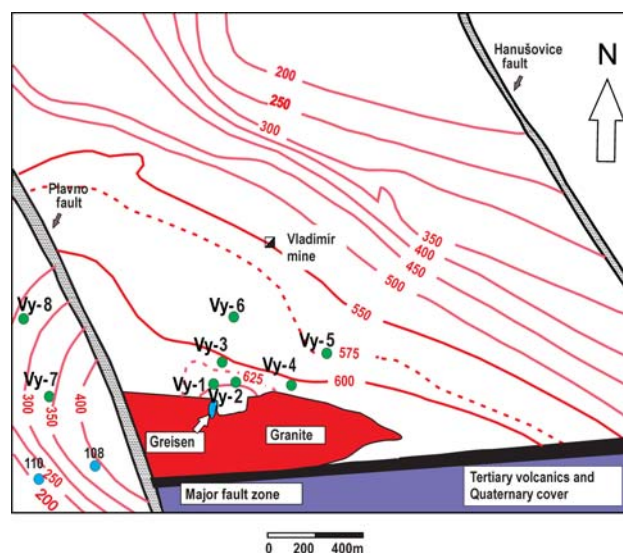 Hanušovice
fault
N
200
250
300
350
400
450
500
550
575
600
625
Plavno
fault
Vladimír
mine
Vy-8
Vy-6
Vy-5
Vy-3
Vy-4
Vy-1
Vy-2
Vy-7
300
350
400
250
200
110
108
Greisen
Granite
Major fault zone
Tertiary volcanics and
Quaternary cover
0 200 400m